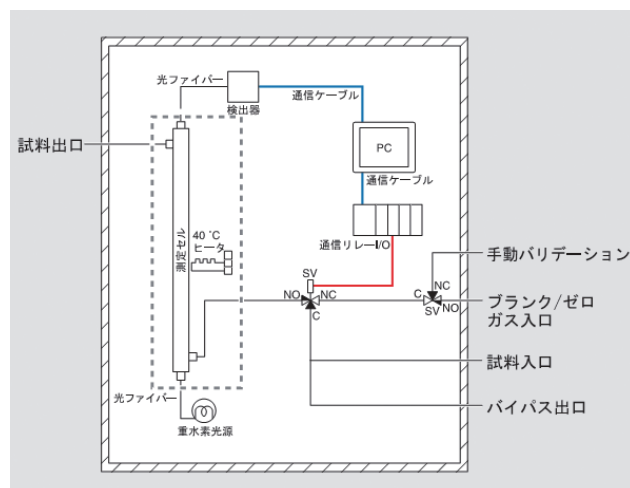 光ファイバー
検出器
通信ケーブル
試料出口
PC
通信ケーブル
測定セル
40 ℃
ヒータ
通信リレーI/O
手動バリデーション
SV
NC
NO
NC
C
C
SV
NO
ブランク/ゼロ
ガス入口
試料入口
光ファイバー
バイパス出口
重水素光源